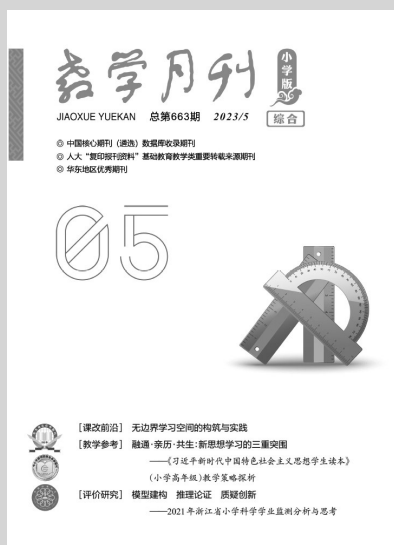 教学月刊
小学版
JIAOXUE YUEKAN 总第663期 2023/5 综合
◎ 中国核心期刊（遴选）数据库收录期刊
◎ 人大“复印报刊资料”基础教育教学类重要转载来源期刊
◎ 华东地区优秀期刊
05
[课改前沿] 无边界学习空间的构筑与实践
[教学参考] 融通·亲历·共生：新思想学习的三重突围
——《习近平新时代中国特色社会主义思想学生读本》
(小学高年级)教学策略探析
[评价研究] 模型建构 推理论证 质疑创新
——2021年浙江省小学科学学业监测分析与思考